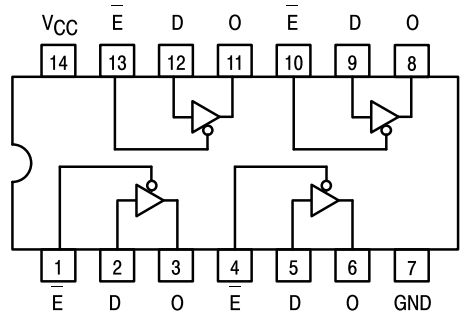 VCC E̅ D O E̅ D O
14 13 12 11 10 9 8
1 2 3 4 5 6 7
E̅ D O E̅ D O GND